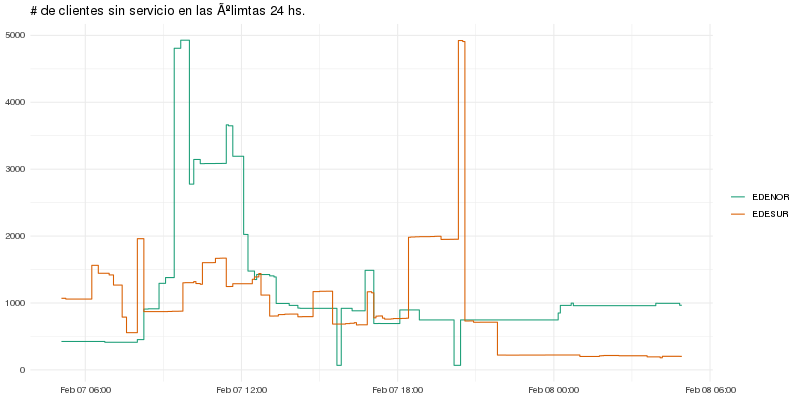 # de clientes sin servicio en las Ãºlimtas 24 hs.
5000
4000
3000
2000
1000
0
Feb 07 06:00
Feb 07 12:00
Feb 07 18:00
Feb 08 00:00
Feb 08 06:00
EDENOR
EDESUR